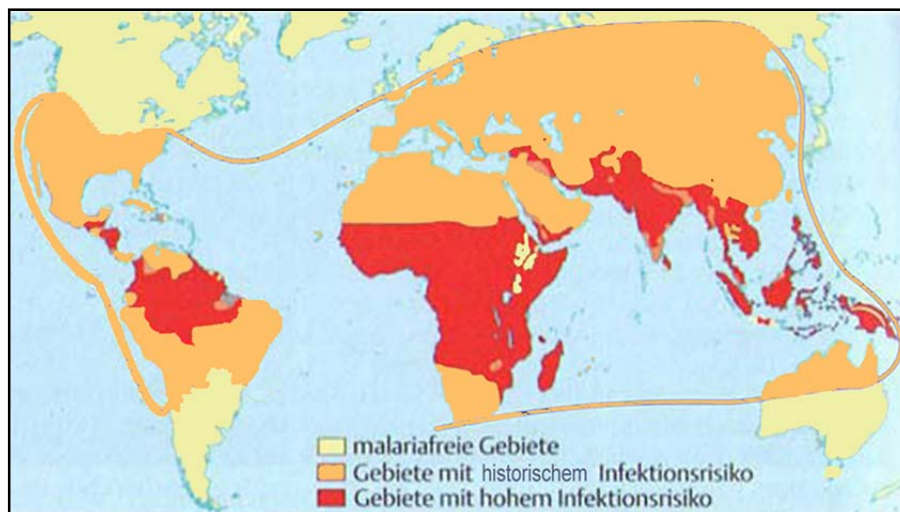 malariafreie Gebiete
Gebiete mit historischem Infektionsrisiko
Gebiete mit hohem Infektionsrisiko